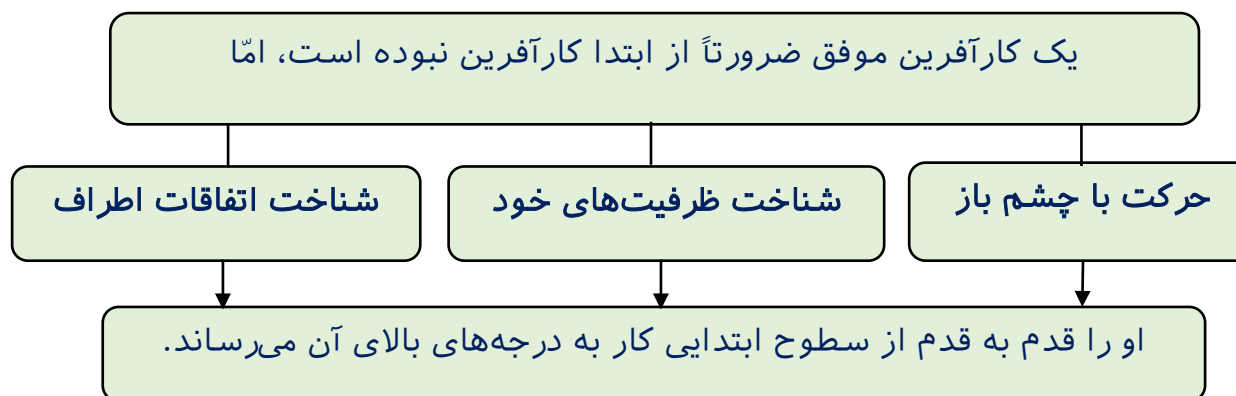 یک کارآفرین موفق ضرورتاً از ابتدا کارآفرین نبوده است، امّا
حرکت با چشم باز
شناخت ظرفیت‌های خود
شناخت اتفاقات اطراف
او را قدم به قدم از سطوح ابتدایی کار به درجه‌های بالای آن می‌رساند.